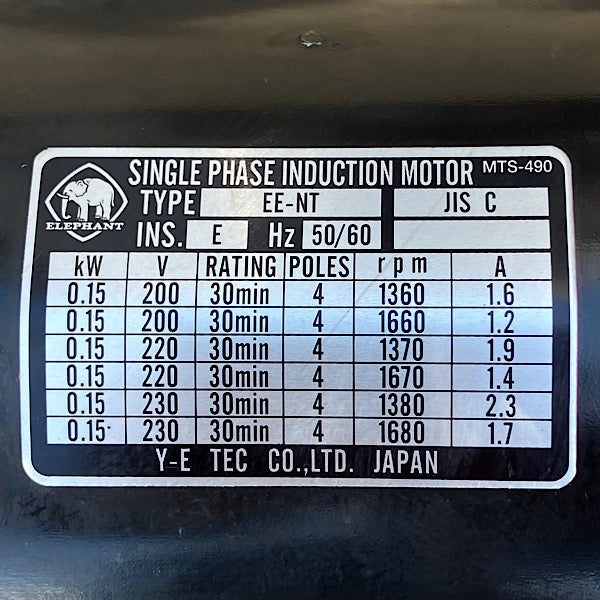 SINGLE PHASE INDUCTION MOTOR MTS-490
TYPE EE-NT JIS C
ELEPHANT
INS. E Hz 50/60
kW V RATING POLES rpm A
0.15 200 30min 4 1360 1.6
0.15 200 30min 4 1660 1.2
0.15 220 30min 4 1370 1.9
0.15 220 30min 4 1670 1.4
0.15 230 30min 4 1380 2.3
0.15 230 30min 4 1680 1.7
Y-E TEC CO.,LTD. JAPAN